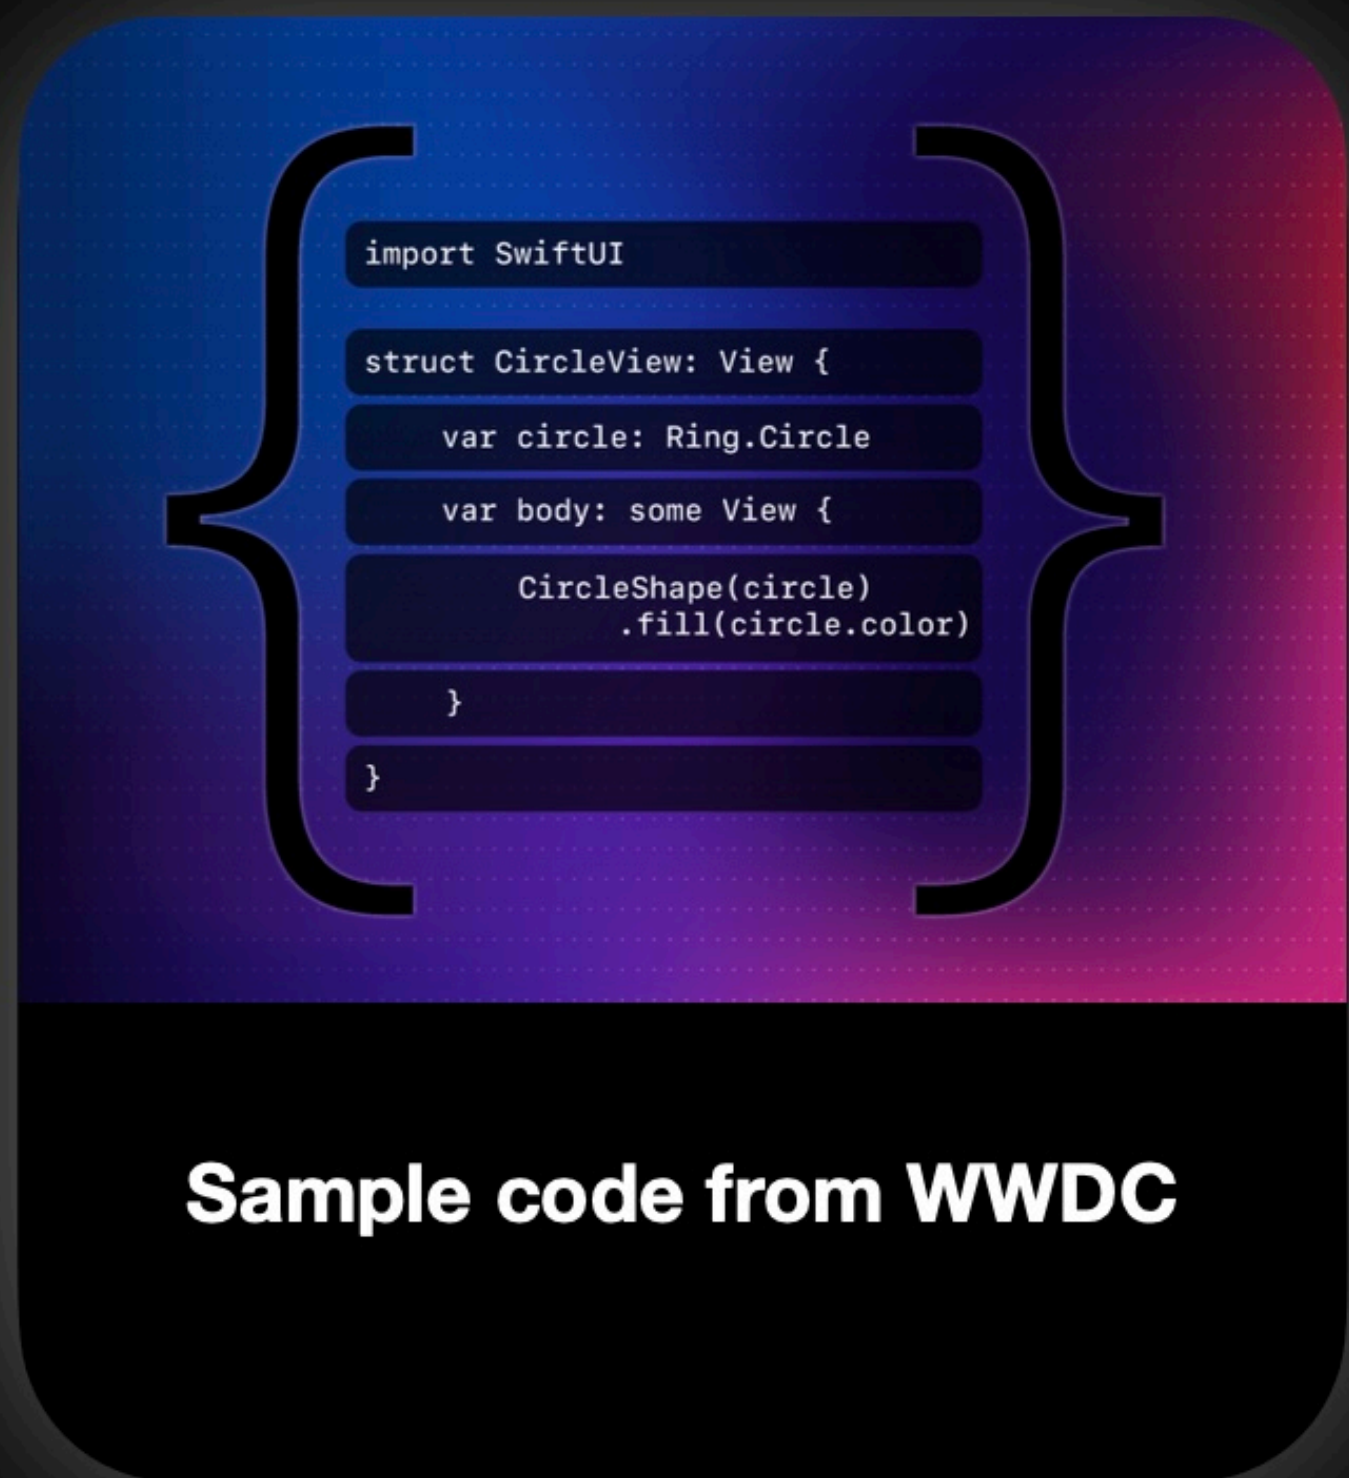 import SwiftUI
struct CircleView: View {
var circle: Ring.Circle
var body: some View {
CircleShape(circle)
.fill(circle.color)
}
}
Sample code from WWDC